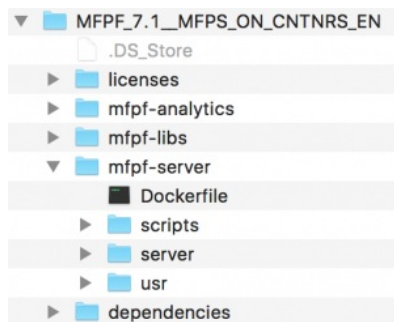 MFPF_7.1__MFPS_ON_CNTNRS_EN
.DS_Store
licenses
mfpf-analytics
mfpf-libs
mfpf-server
Dockerfile
scripts
server
usr
dependencies